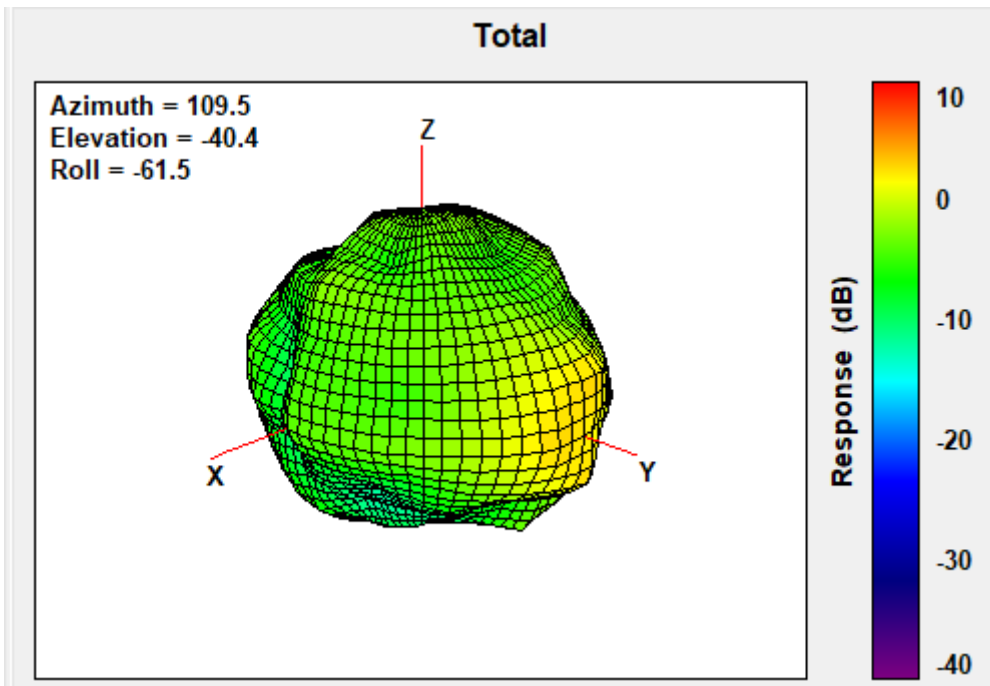 Total
Azimuth = 109.5
Elevation = -40.4
Roll = -61.5
Z
X
Y
10
0
-10
-20
-30
-40
Response (dB)